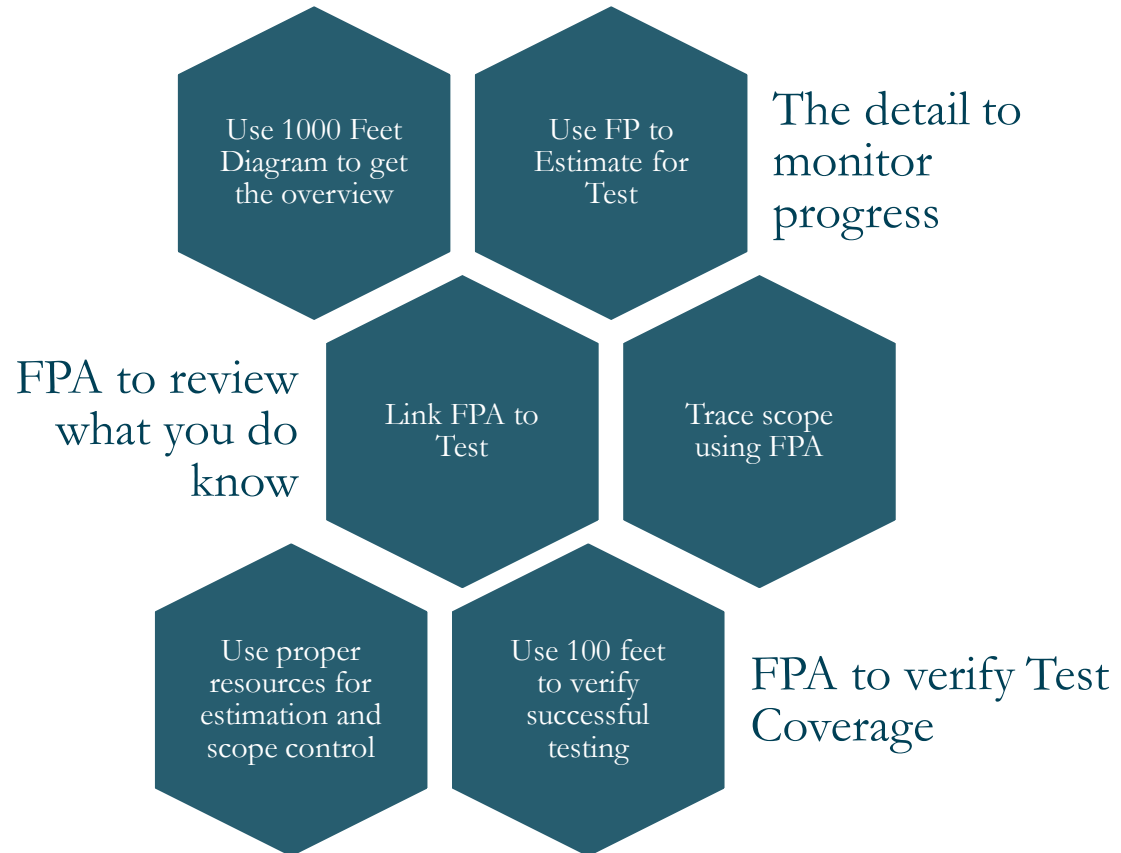 Use 1000 Feet
Diagram to get
the overview
Use FP to
Estimate for
Test
The detail to
monitor
progress
FPA to review
what you do
know
Link FPA to
Test
Trace scope
using FPA
Use proper
resources for
estimation and
scope control
Use 100 feet
to verify
successful
testing
FPA to verify Test
Coverage